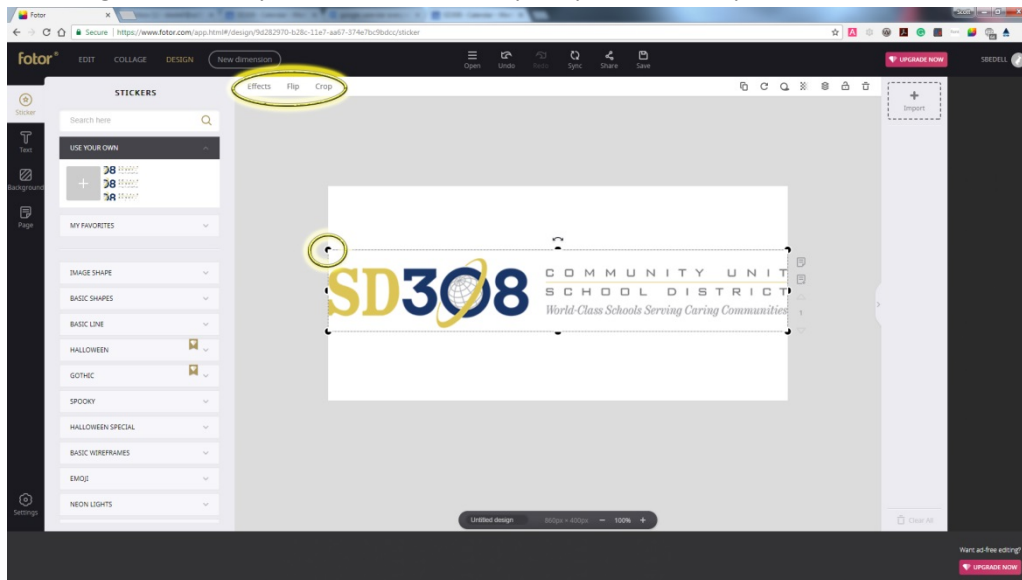 Fotor
Secure | https://www.fotor.com/app.html#/design/9d282970-b28c-11e7-aa67-374e7bc9bdcc/sticker
fotor
EDIT COLLAGE DESIGN New dimension
Open Undo Redo Sync Share Save
UPGRADE NOW
SBEDELL
Sticker
Text
Background
Page
Settings
STICKERS
Search here
USE YOUR OWN
MY FAVORITES
IMAGE SHAPE
BASIC SHAPES
BASIC LINE
HALLOWEEN
GOTHIC
SPOOKY
HALLOWEEN SPECIAL
BASIC WIREFRAMES
EMOJI
NEON LIGHTS
Effects Flip Crop
SD308
COMMUNITY UNIT
SCHOOL DISTRICT
World-Class Schools Serving Caring Communities
1
Untitled design 860px × 400px − 100% +
+
Import
Clear All
Want ad-free editing?
UPGRADE NOW